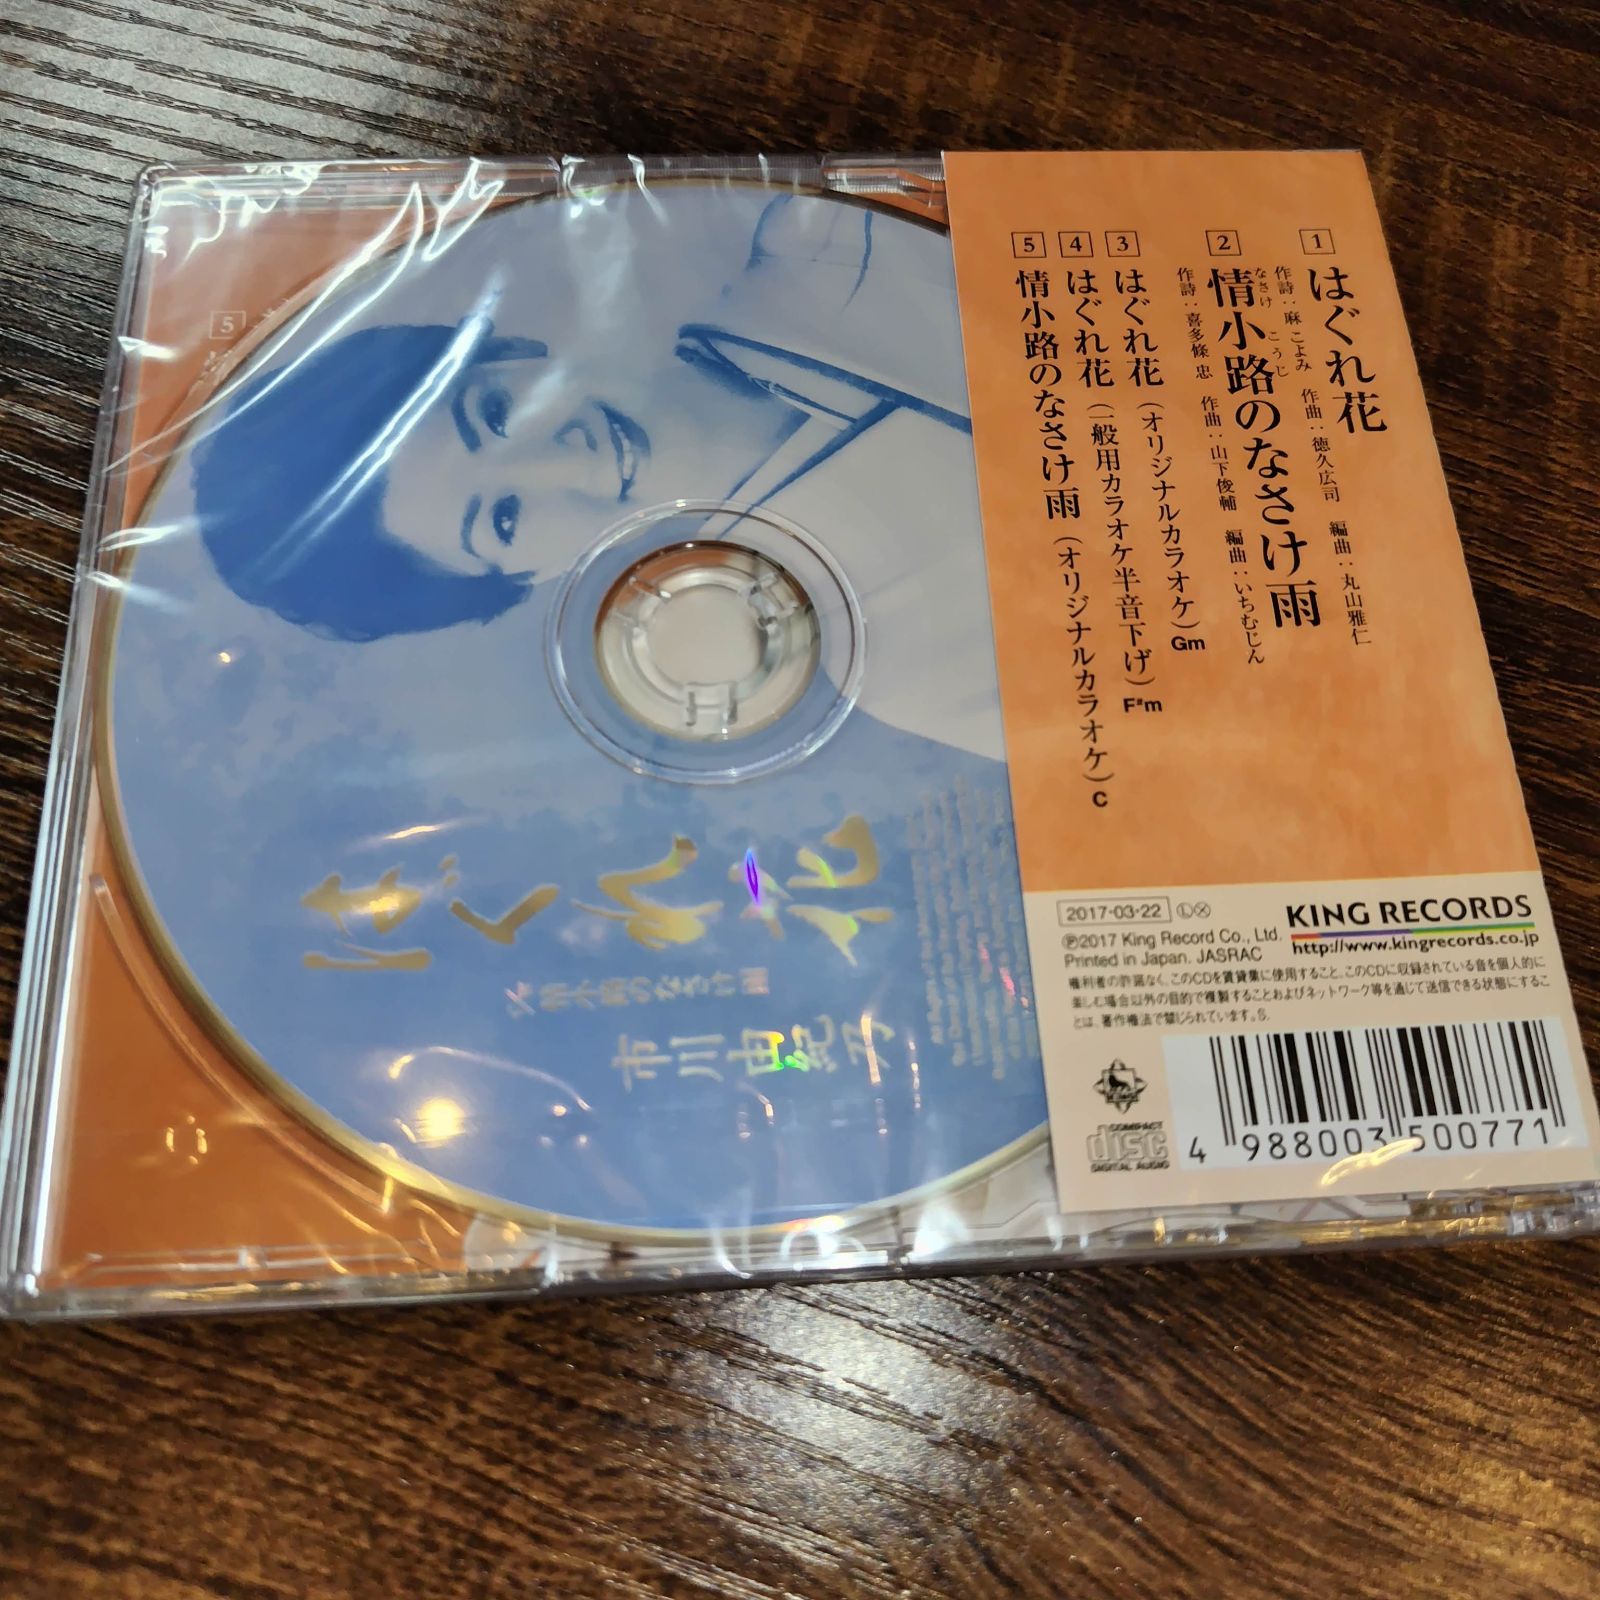 1 はぐれ花
作詩：麻 こよみ 作曲：徳久広司 編曲：丸山雅仁
2 情小路のなさけ雨
なさけ こうじ
作詩：喜多條 忠 作曲：山下俊輔 編曲：いちむじん
3 はぐれ花（オリジナルカラオケ）Gm
4 はぐれ花（一般用カラオケ半音下げ）F#m
5 情小路のなさけ雨（オリジナルカラオケ）C
2017・03・22 Ⓛ Ⓧ
KING RECORDS
http://www.kingrecords.co.jp
Ⓟ2017 King Record Co., Ltd.
Printed in Japan. JASRAC
権利者の許諾なく、このCDを賃貸業に使用すること、このCDに収録されている音を個人的に
楽しむ場合以外の目的で複製することおよびネットワーク等を通じて送信できる状態にするこ
とは、著作権法で禁じられています。S.
COMPACT
disc
DIGITAL AUDIO
4 988003 500771
はぐれ花
情小路のなさけ雨
市川由紀乃
5